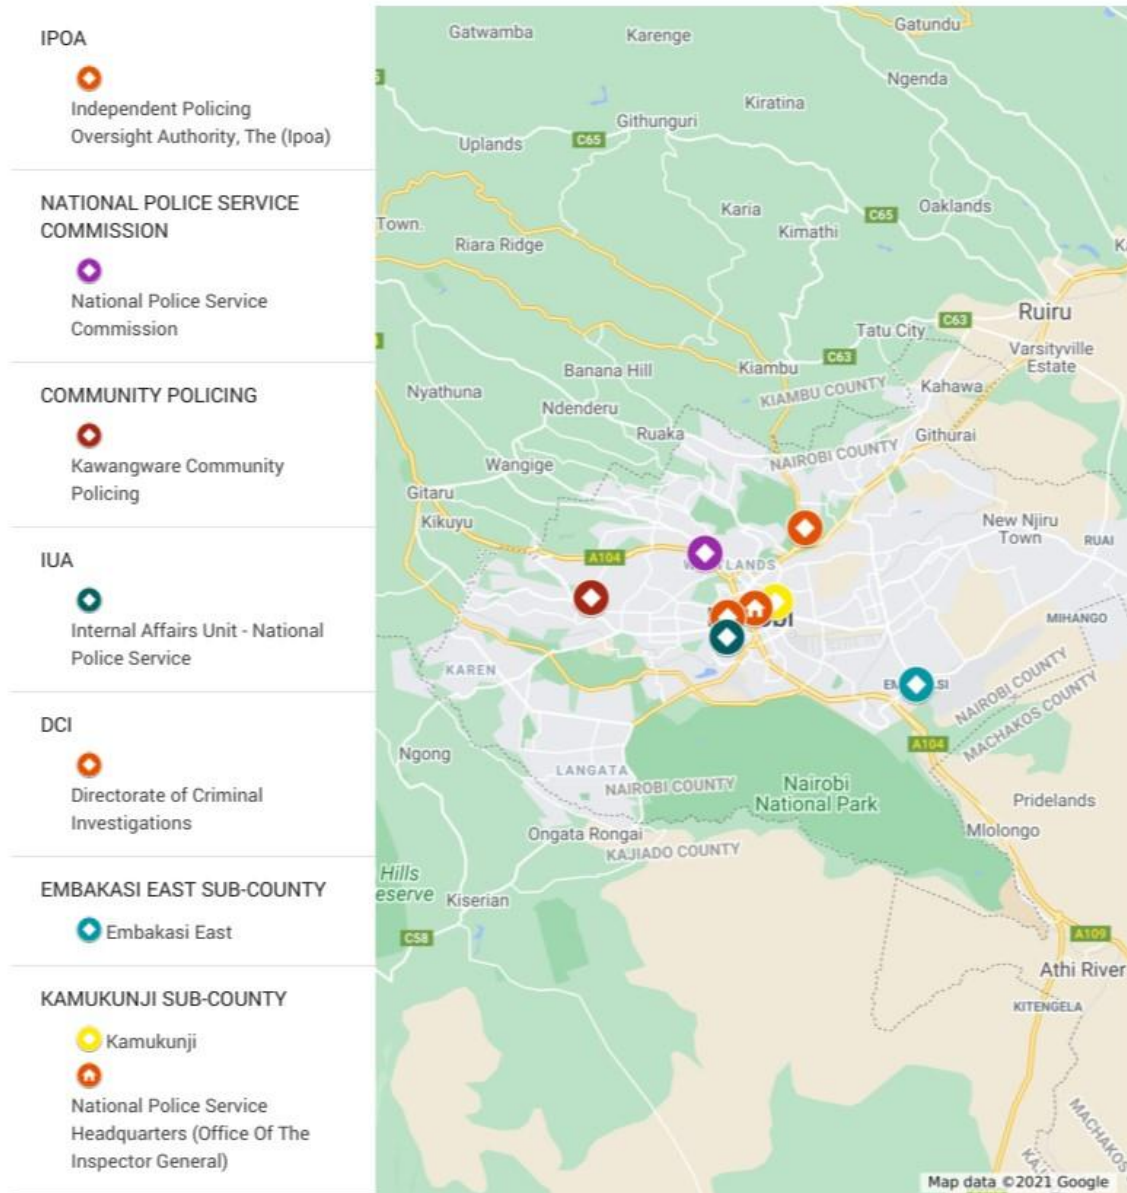 IPOA
Independent Policing
Oversight Authority, The (Ipoa)
NATIONAL POLICE SERVICE
COMMISSION
National Police Service
Commission
COMMUNITY POLICING
Kawangware Community
Policing
IUA
Internal Affairs Unit - National
Police Service
DCI
Directorate of Criminal
Investigations
EMBAKASI EAST SUB-COUNTY
Embakasi East
KAMUKUNJI SUB-COUNTY
Kamukunji
National Police Service
Headquarters (Office Of The
Inspector General)
Gatwamba
Karenge
Gatundu
Ngenda
Kiratina
Githunguri
Uplands
C65
Town.
Karia
C65
Oaklands
Riara Ridge
Kimathi
Ruiru
Tatu City
C63
Varsityville
Estate
C63
Banana Hill
Kiambu
KIAMBU COUNTY
Kahawa
Nyathuna
Ndenderu
Ruaka
Githurai
NAIROBI COUNTY
Wangige
Gitaru
Kikuyu
New Njiru
Town
RUAI
A104
MIHANGO
KAREN
NAIROBI COUNTY
MACHAKOS COUNTY
A104
Ngong
LANGATA
NAIROBI COUNTY
Nairobi
National Park
Pridelands
Mlolongo
Ongata Rongai
KAJIADO COUNTY
Hills
eserve
Kiserian
C58
A109
Athi River
KITENGELA
MACHAKOS
Map data ©2021 Google